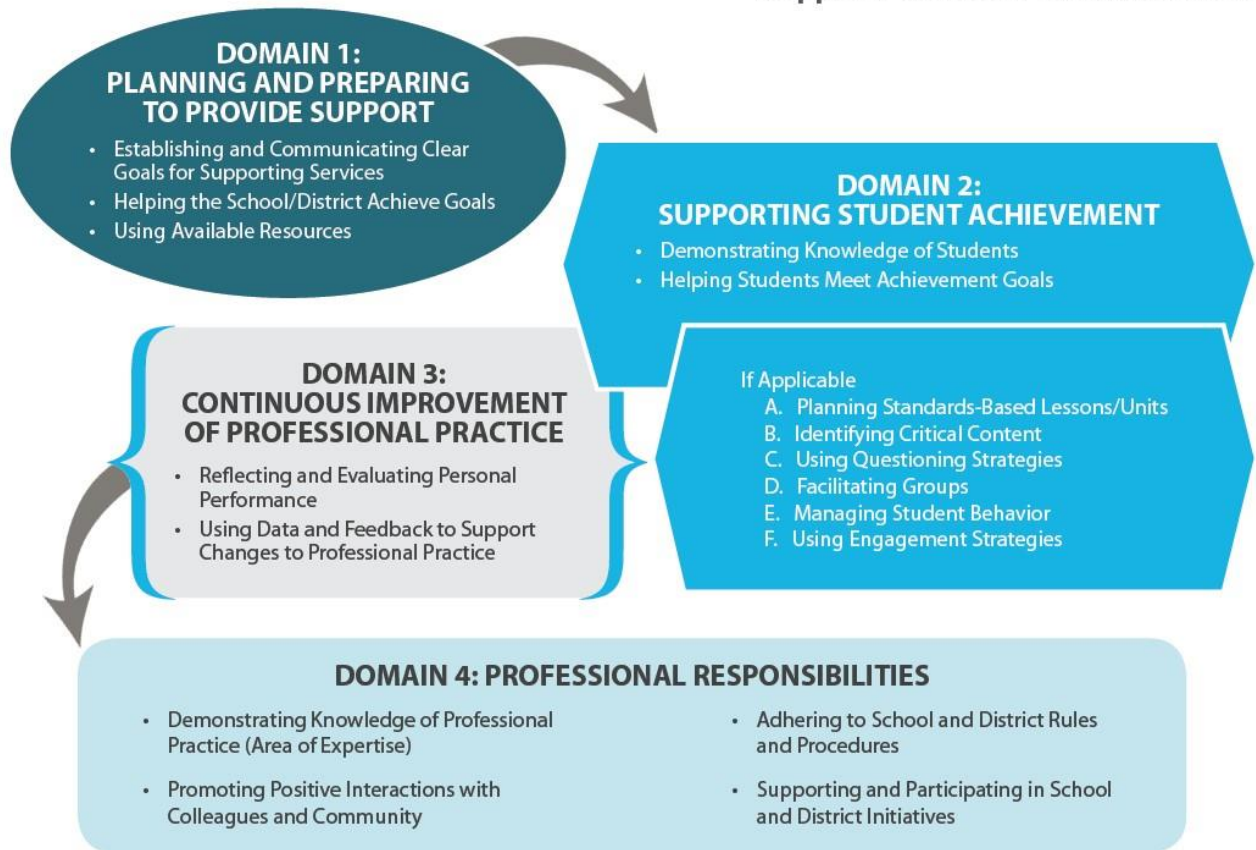 DOMAIN 1:
PLANNING AND PREPARING
TO PROVIDE SUPPORT
• Establishing and Communicating Clear
Goals for Supporting Services
• Helping the School/District Achieve Goals
• Using Available Resources
DOMAIN 2:
SUPPORTING STUDENT ACHIEVEMENT
• Demonstrating Knowledge of Students
• Helping Students Meet Achievement Goals
If Applicable
A. Planning Standards-Based Lessons/Units
B. Identifying Critical Content
C. Using Questioning Strategies
D. Facilitating Groups
E. Managing Student Behavior
F. Using Engagement Strategies
DOMAIN 3:
CONTINUOUS IMPROVEMENT
OF PROFESSIONAL PRACTICE
• Reflecting and Evaluating Personal
Performance
• Using Data and Feedback to Support
Changes to Professional Practice
DOMAIN 4: PROFESSIONAL RESPONSIBILITIES
• Demonstrating Knowledge of Professional
Practice (Area of Expertise)
• Promoting Positive Interactions with
Colleagues and Community
• Adhering to School and District Rules
and Procedures
• Supporting and Participating in School
and District Initiatives